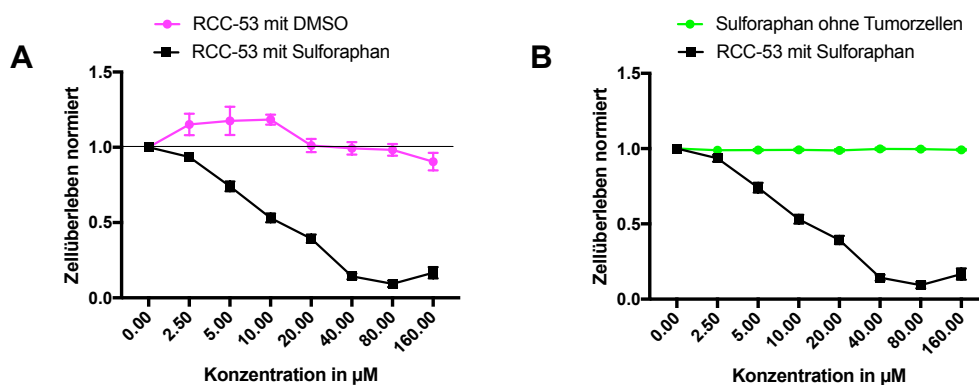 A
RCC-53 mit DMSO
RCC-53 mit Sulforaphan
Zellüberleben normiert
1.5
1.0
0.5
0.0
0.00
2.50
5.00
10.00
20.00
40.00
80.00
160.00
Konzentration in µM
B
Sulforaphan ohne Tumorzellen
RCC-53 mit Sulforaphan
Zellüberleben normiert
1.5
1.0
0.5
0.0
0.00
2.50
5.00
10.00
20.00
40.00
80.00
160.00
Konzentration in µM